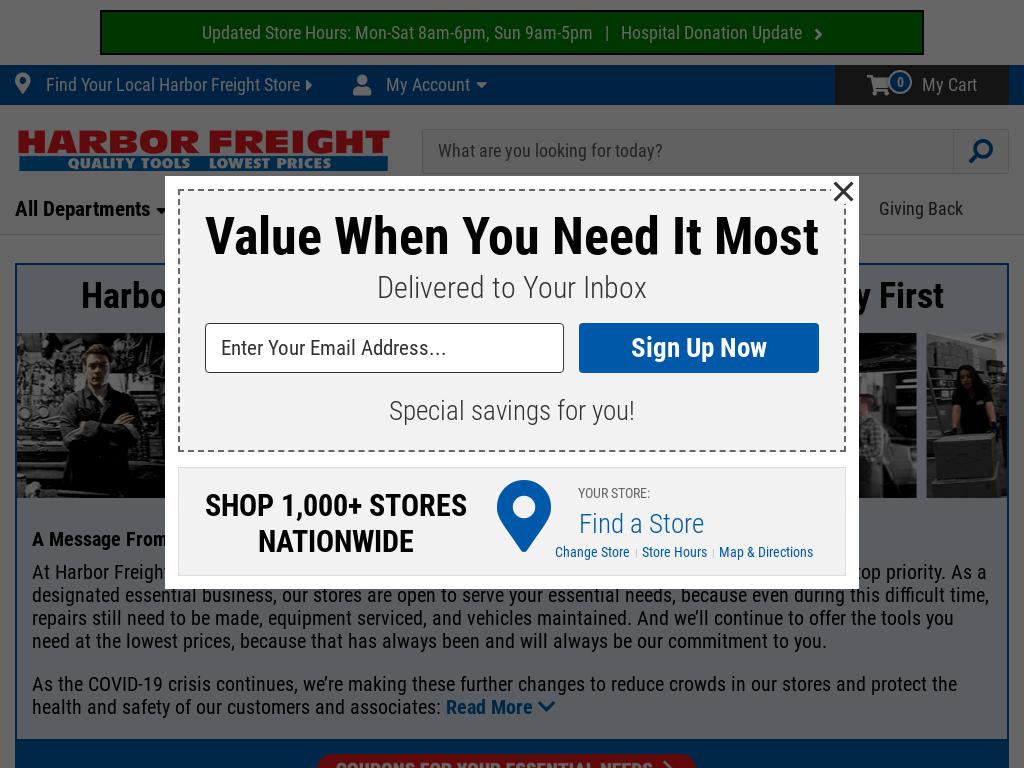 Updated Store Hours: Mon-Sat 8am-6pm, Sun 9am-5pm | Hospital Donation Update
Find Your Local Harbor Freight Store My Account 0 My Cart
HARBOR FREIGHT
QUALITY TOOLS LOWEST PRICES
What are you looking for today?
All Departments Giving Back
Value When You Need It Most
Delivered to Your Inbox
Enter Your Email Address... Sign Up Now
Special savings for you!
SHOP 1,000+ STORES
NATIONWIDE
YOUR STORE:
Find a Store
Change Store Store Hours Map & Directions
Harbo y First
A Message From
At Harbor Freight top priority. As a
designated essential business, our stores are open to serve your essential needs, because even during this difficult time,
repairs still need to be made, equipment serviced, and vehicles maintained. And we’ll continue to offer the tools you
need at the lowest prices, because that has always been and will always be our commitment to you.
As the COVID-19 crisis continues, we’re making these further changes to reduce crowds in our stores and protect the
health and safety of our customers and associates: Read More
COUPONS FOR YOUR ESSENTIAL NEEDS